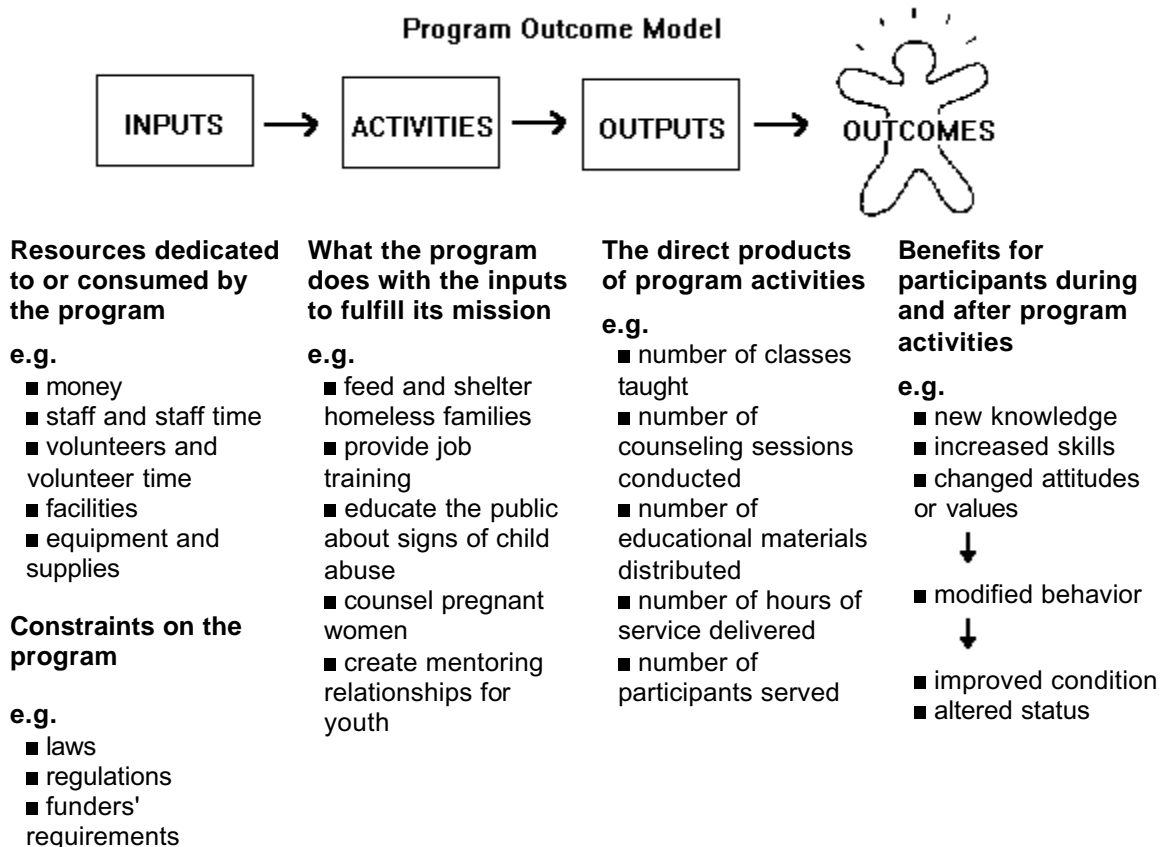 Program Outcome Model
INPUTS
ACTIVITIES
OUTPUTS
OUTCOMES
Resources dedicated
to or consumed by
the program
e.g.
■ money
■ staff and staff time
■ volunteers and
volunteer time
■ facilities
■ equipment and
supplies
Constraints on the
program
e.g.
■ laws
■ regulations
■ funders'
requirements
What the program
does with the inputs
to fulfill its mission
e.g.
■ feed and shelter
homeless families
■ provide job
training
■ educate the public
about signs of child
abuse
■ counsel pregnant
women
■ create mentoring
relationships for
youth
The direct products
of program activities
e.g.
■ number of classes
taught
■ number of
counseling sessions
conducted
■ number of
educational materials
distributed
■ number of hours of
service delivered
■ number of
participants served
Benefits for
participants during
and after program
activities
e.g.
■ new knowledge
■ increased skills
■ changed attitudes
or values
■ modified behavior
■ improved condition
■ altered status